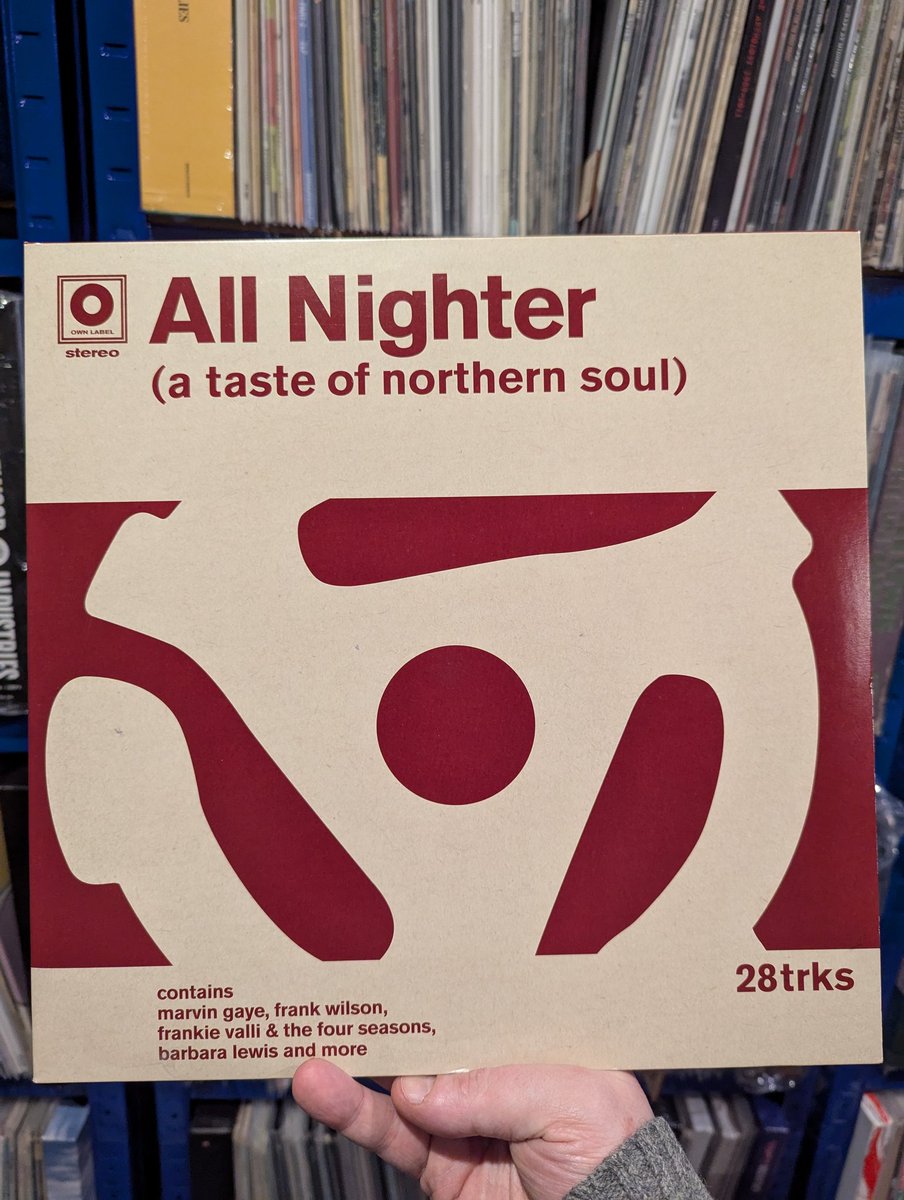 All Nighter
(a taste of northern soul)
OWN LABEL
stereo
28trks
contains
marvin gaye, frank wilson,
frankie valli & the four seasons,
barbara lewis and more
INDUSTRIES